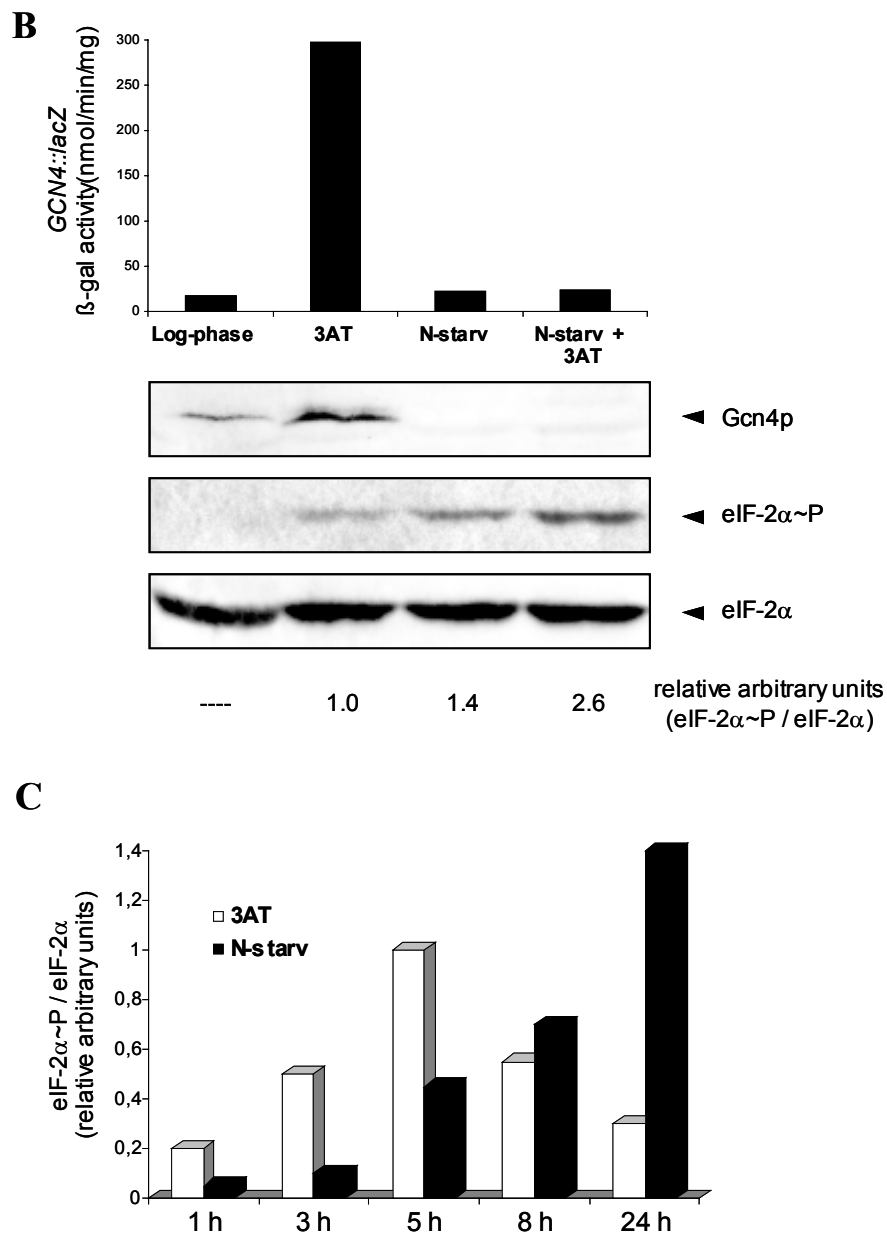 B
GCN4::lacZ
ß-gal activity(nmol/min/mg)
300
250
200
150
100
50
0
Log-phase 3AT N-starv N-starv +
3AT
Gcn4p
eIF-2α~P
eIF-2α
---- 1.0 1.4 2.6 relative arbitrary units
(eIF-2α~P / eIF-2α)
C
eIF-2α~P / eIF-2α
(relative arbitrary units)
1,4
1,2
1
0,8
0,6
0,4
0,2
0
3AT
N-starv
1 h 3 h 5 h 8 h 24 h